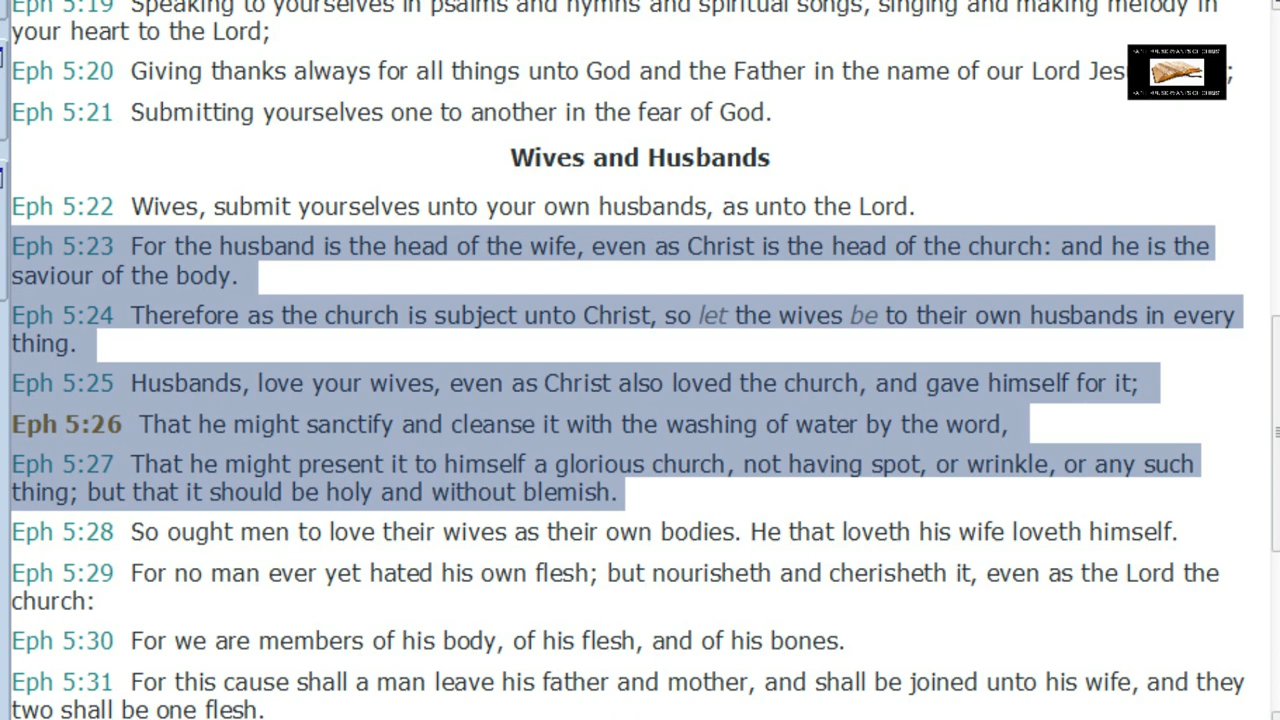 Eph 5:19 Speaking to yourselves in psalms and hymns and spiritual songs, singing and making melody in
your heart to the Lord;
Eph 5:20 Giving thanks always for all things unto God and the Father in the name of our Lord Jes ;
Eph 5:21 Submitting yourselves one to another in the fear of God.
Wives and Husbands
Eph 5:22 Wives, submit yourselves unto your own husbands, as unto the Lord.
Eph 5:23 For the husband is the head of the wife, even as Christ is the head of the church: and he is the
saviour of the body.
Eph 5:24 Therefore as the church is subject unto Christ, so let the wives be to their own husbands in every
thing.
Eph 5:25 Husbands, love your wives, even as Christ also loved the church, and gave himself for it;
Eph 5:26 That he might sanctify and cleanse it with the washing of water by the word,
Eph 5:27 That he might present it to himself a glorious church, not having spot, or wrinkle, or any such
thing; but that it should be holy and without blemish.
Eph 5:28 So ought men to love their wives as their own bodies. He that loveth his wife loveth himself.
Eph 5:29 For no man ever yet hated his own flesh; but nourisheth and cherisheth it, even as the Lord the
church:
Eph 5:30 For we are members of his body, of his flesh, and of his bones.
Eph 5:31 For this cause shall a man leave his father and mother, and shall be joined unto his wife, and they
two shall be one flesh.